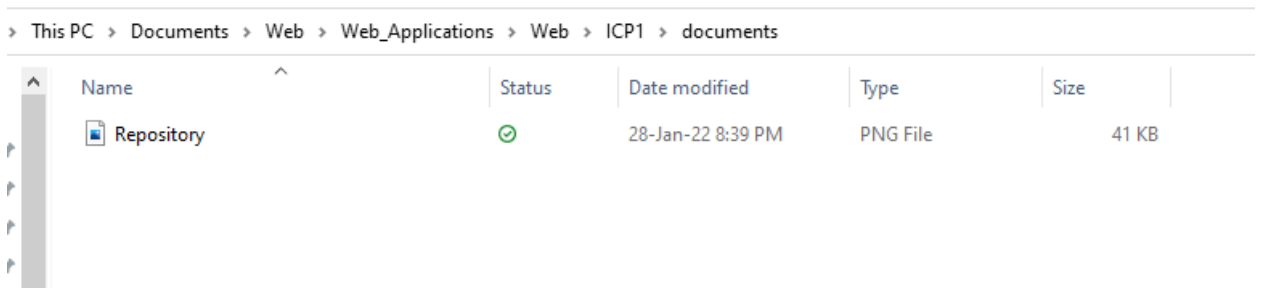 This PC > Documents > Web > Web_Applications > Web > ICP1 > documents
Name Status Date modified Type Size
Repository 28-Jan-22 8:39 PM PNG File 41 KB